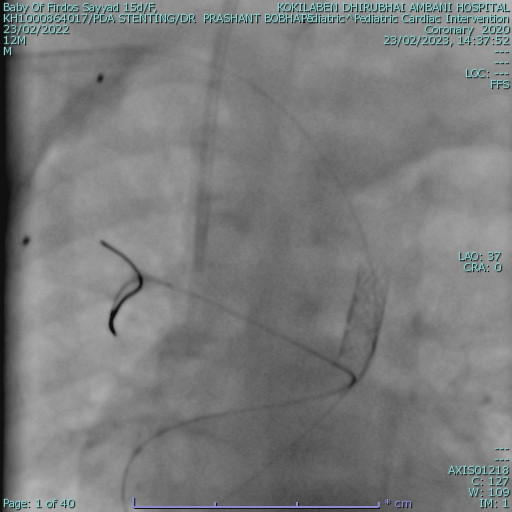 Baby Of Firdos Sayyad 15d/F,
KOKILABEN DHIRUBHAI AMBANI HOSPITAL
KH1000864017/PDA STENTING/DR PRASHANT BOBHA
Pediatric^Pediatric Cardiac Intervention
23/02/2022
Coronary 2020
12M
23/02/2023, 14:37:52
M
---
---
LOC: ---
FFS
LAO: 37
CRA: 0
---
---
AXIS01218
C: 127
Page: 1 of 40
W: 109
* cm
IM: 1